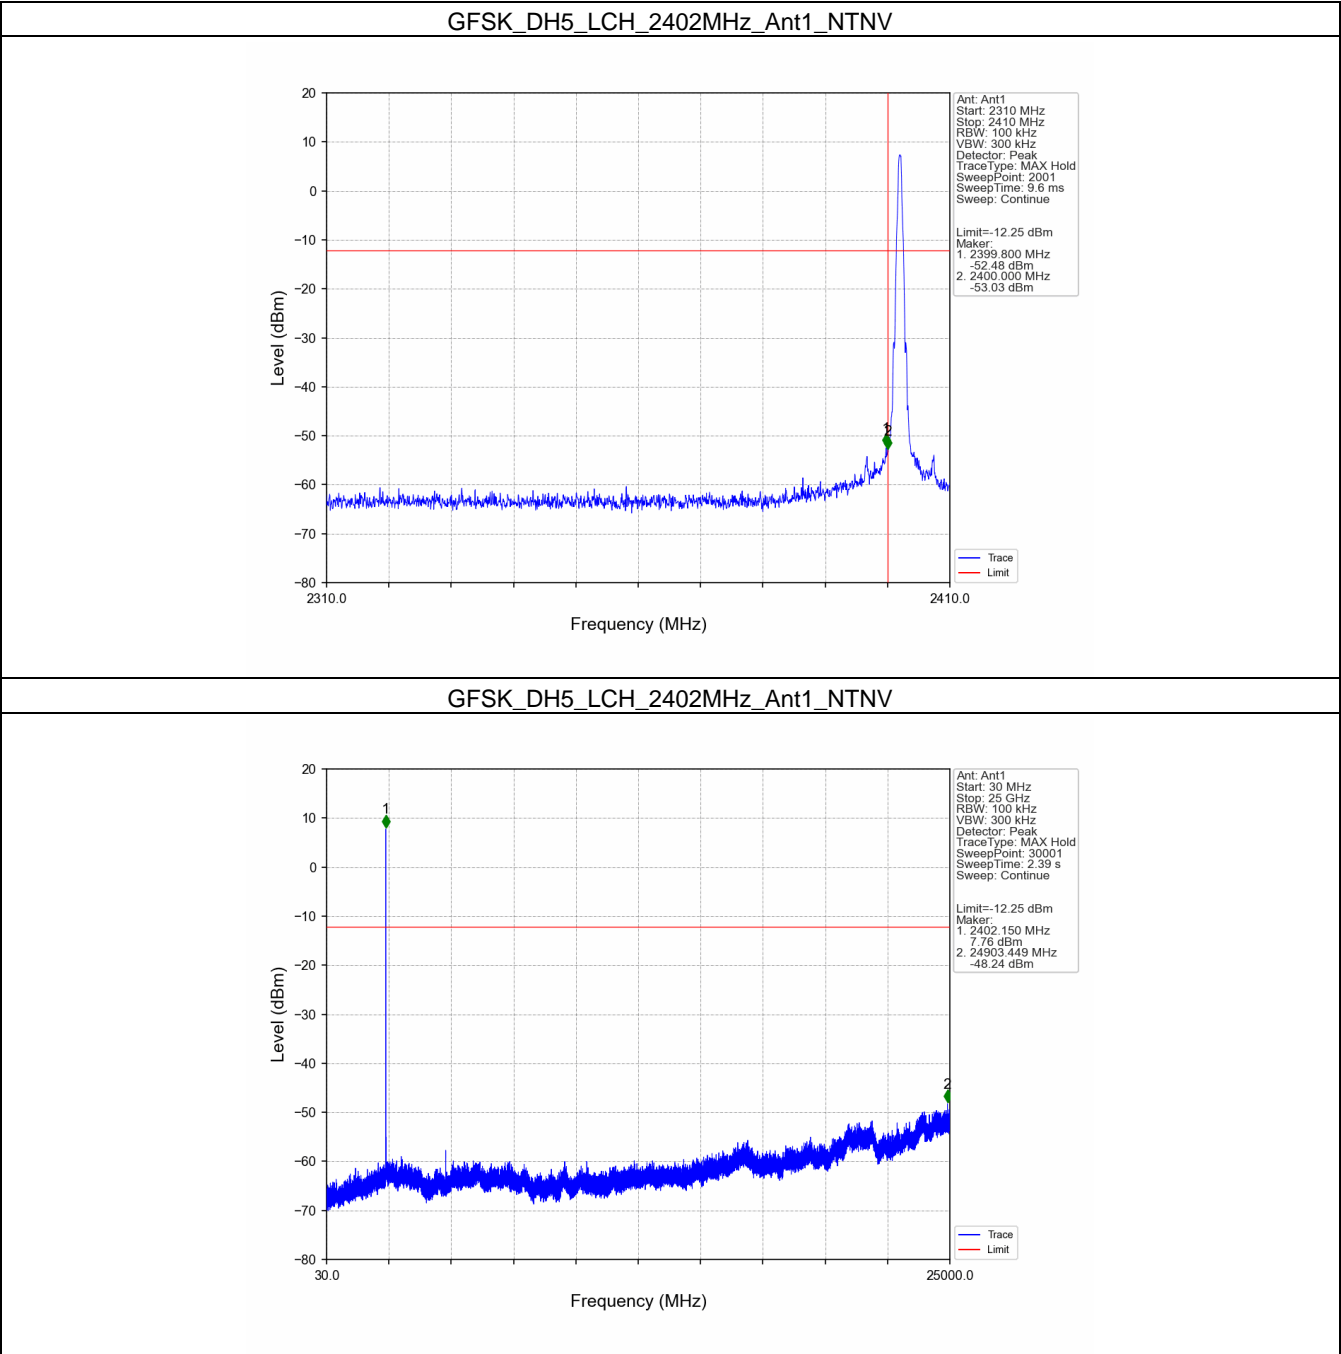 GFSK_DH5_LCH_2402MHz_Ant1_NTNV
20
10
0
−10
−20
−30
−40
−50
−60
−70
−80
Level (dBm)
1
2
2310.0
2410.0
Frequency (MHz)
Ant: Ant1
Start: 2310 MHz
Stop: 2410 MHz
RBW: 100 kHz
VBW: 300 kHz
Detector: Peak
TraceType: MAX Hold
SweepPoint: 2001
SweepTime: 9.6 ms
Sweep: Continue
Limit=-12.25 dBm
Maker:
1. 2399.800 MHz
-52.48 dBm
2. 2400.000 MHz
-53.03 dBm
Trace
Limit
GFSK_DH5_LCH_2402MHz_Ant1_NTNV
20
10
0
−10
−20
−30
−40
−50
−60
−70
−80
Level (dBm)
1
2
30.0
25000.0
Frequency (MHz)
Ant: Ant1
Start: 30 MHz
Stop: 25 GHz
RBW: 100 kHz
VBW: 300 kHz
Detector: Peak
TraceType: MAX Hold
SweepPoint: 30001
SweepTime: 2.39 s
Sweep: Continue
Limit=-12.25 dBm
Maker:
1. 2402.150 MHz
7.76 dBm
2. 24903.449 MHz
-48.24 dBm
Trace
Limit